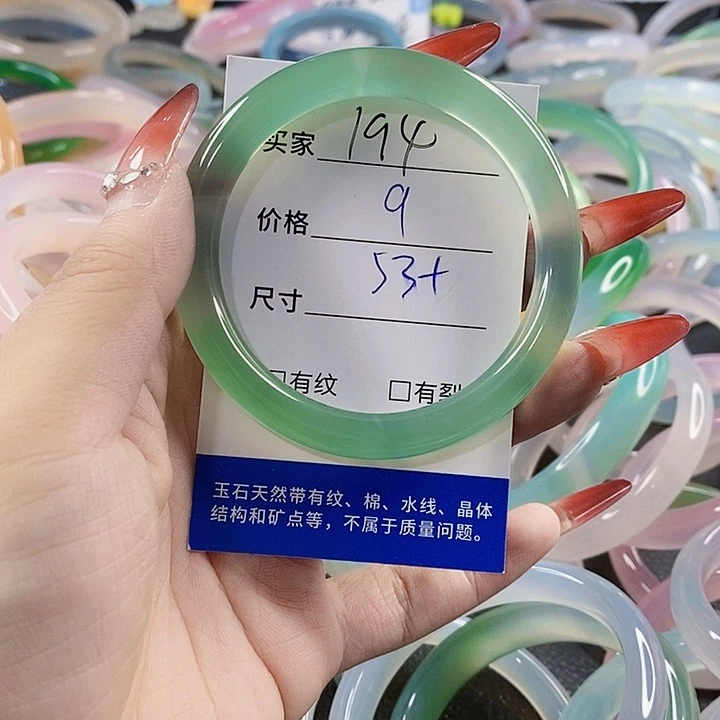 买家 194
价格 9
尺寸 53+
□有纹 □有裂
玉石天然带有纹、棉、水线、晶体
结构和矿点等，不属于质量问题。